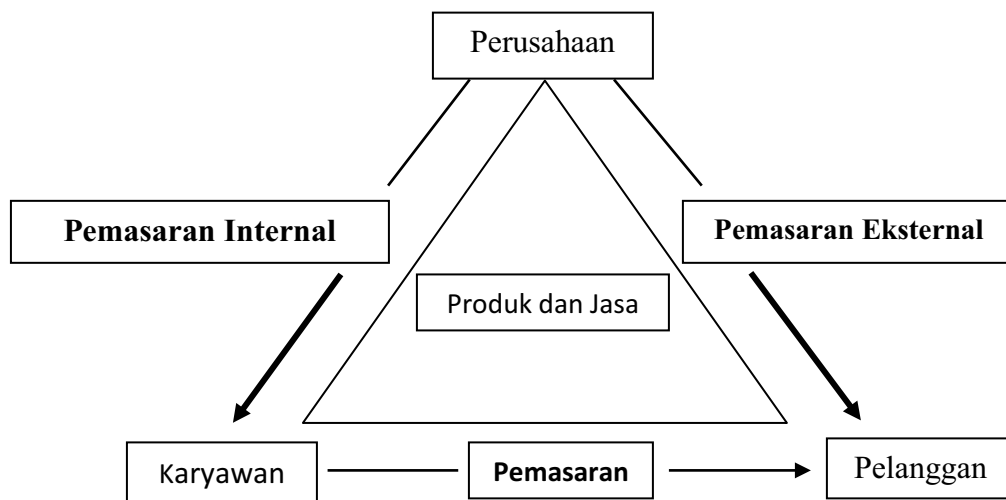 Perusahaan
Pemasaran Internal
Pemasaran Eksternal
Produk dan Jasa
Karyawan
Pemasaran
Pelanggan